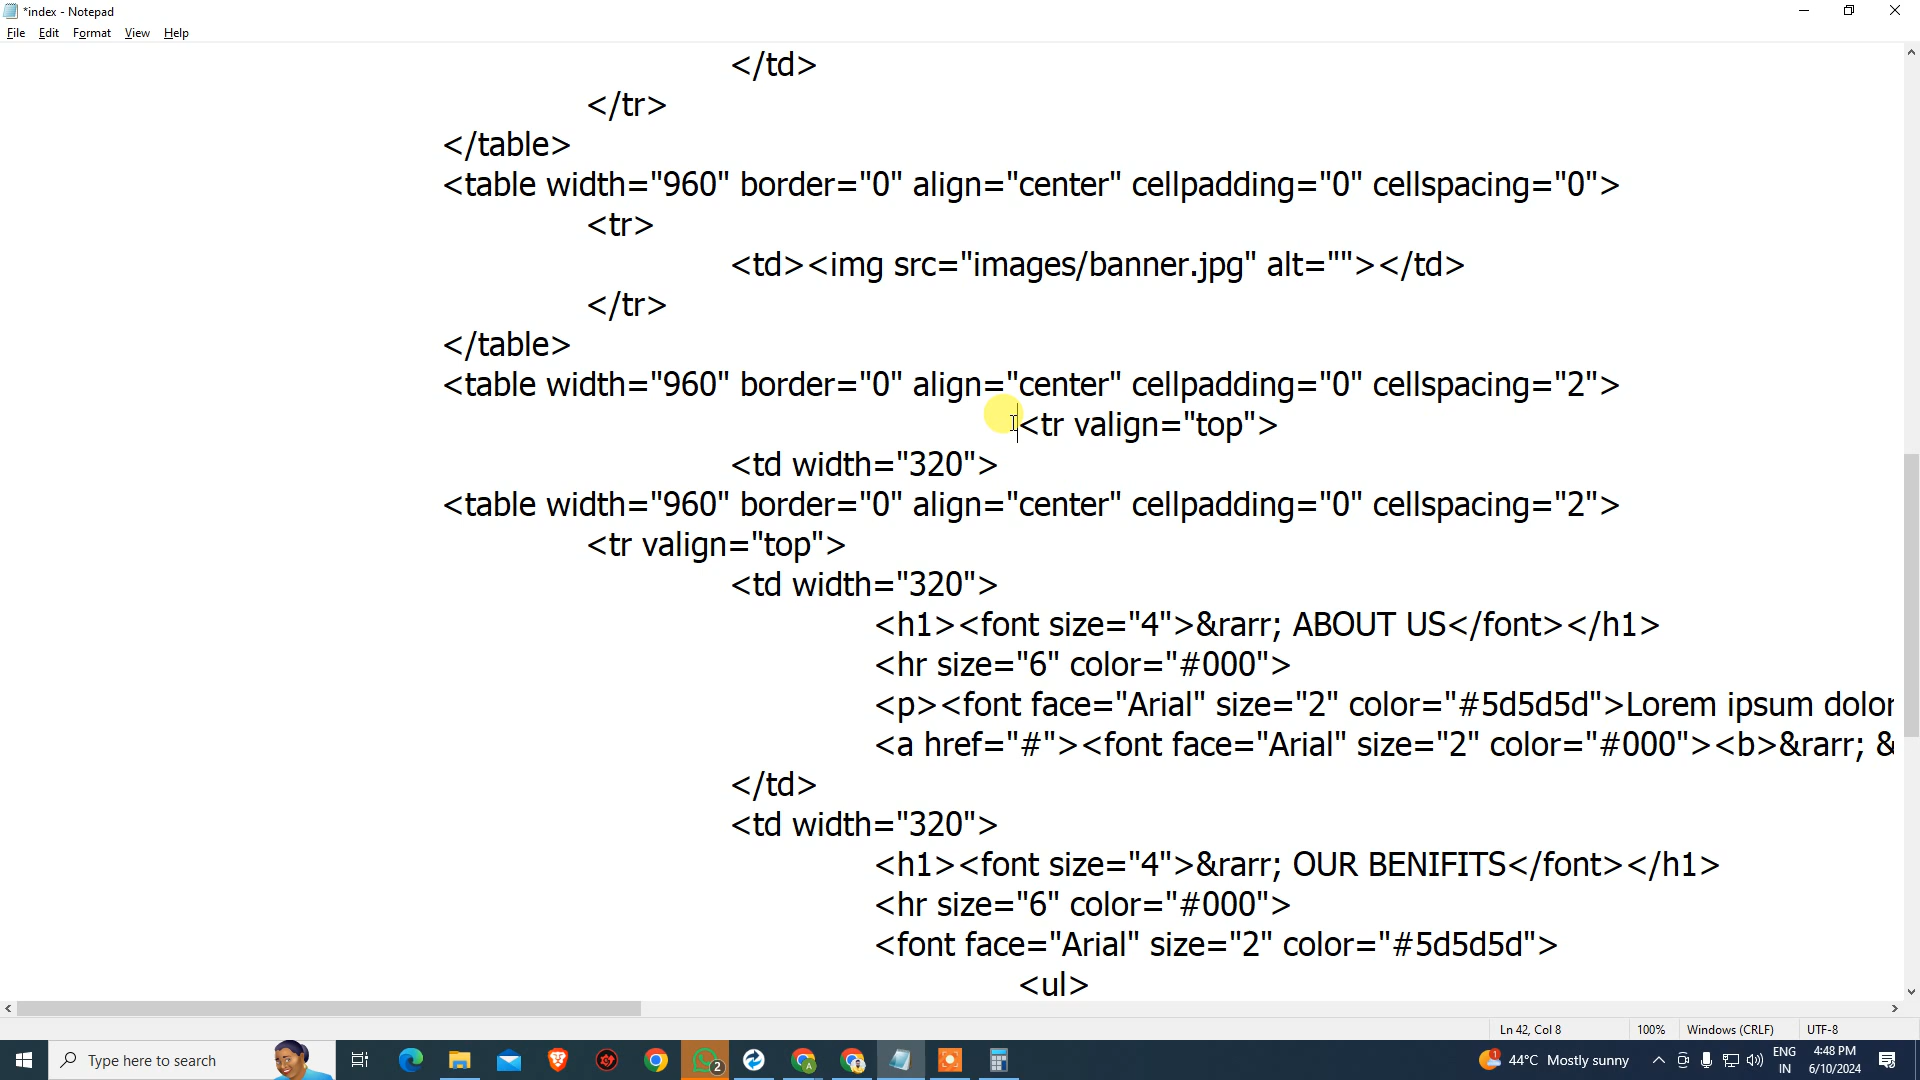 *index - Notepad
File Edit Format View Help
</td>
</tr>
</table>
<table width="960" border="0" align="center" cellpadding="0" cellspacing="0">
<tr>
<td><img src="images/banner.jpg" alt=""></td>
</tr>
</table>
<table width="960" border="0" align="center" cellpadding="0" cellspacing="2">
<tr valign="top">
<td width="320">
<table width="960" border="0" align="center" cellpadding="0" cellspacing="2">
<tr valign="top">
<td width="320">
<h1><font size="4">&rarr; ABOUT US</font></h1>
<hr size="6" color="#000">
<p><font face="Arial" size="2" color="#5d5d5d">Lorem ipsum dolor
<a href="#"><font face="Arial" size="2" color="#000"><b>&rarr; &
</td>
<td width="320">
<h1><font size="4">&rarr; OUR BENIFITS</font></h1>
<hr size="6" color="#000">
<font face="Arial" size="2" color="#5d5d5d">
<ul>
Ln 42, Col 8 100% Windows (CRLF) UTF-8
Type here to search 2 44°C Mostly sunny ENG IN 4:48 PM 6/10/2024